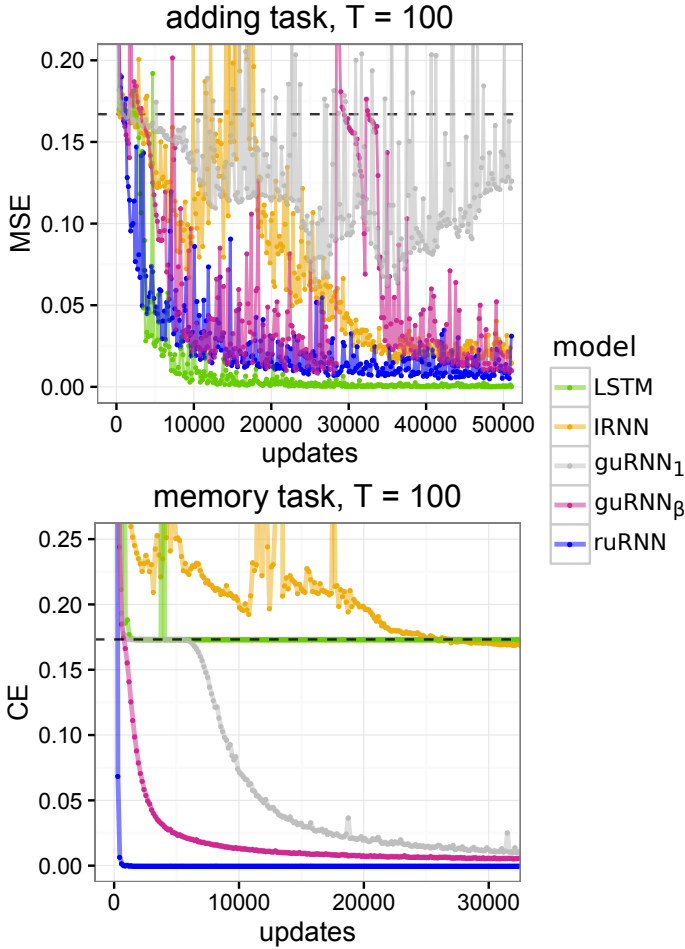 adding task, T = 100
0.20
0.15
0.10
0.05
0.00
MSE
0 10000 20000 30000 40000 50000
updates
model
LSTM
IRNN
guRNN₁
guRNNᵦ
ruRNN
memory task, T = 100
0.25
0.20
0.15
0.10
0.05
0.00
CE
0 10000 20000 30000
updates